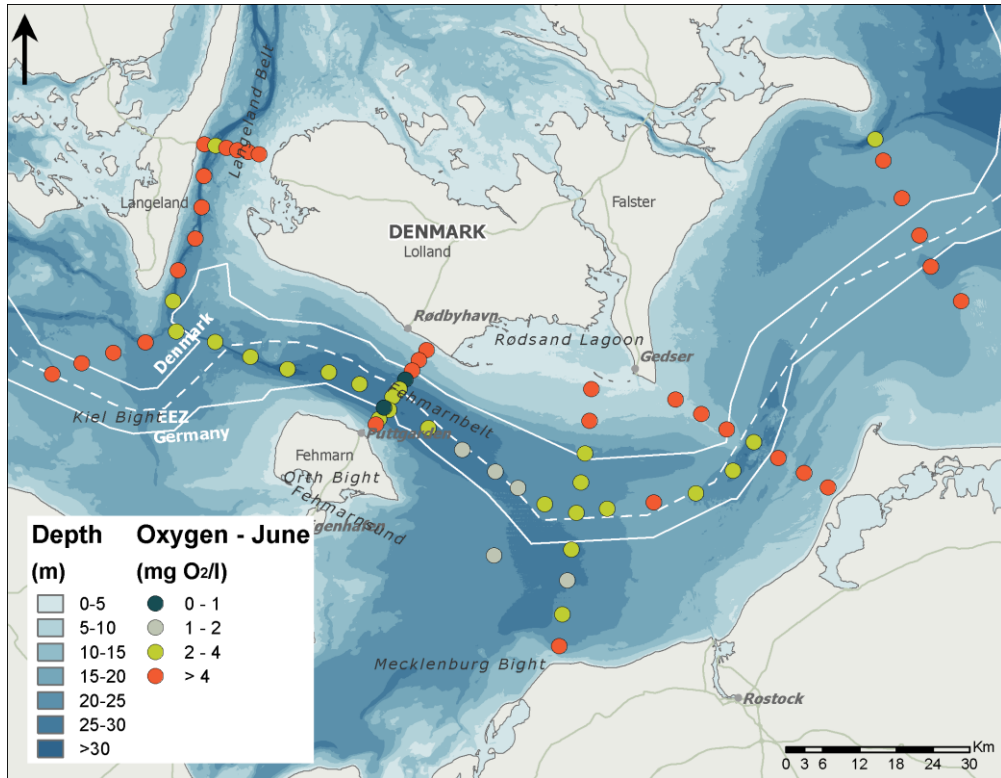 Langeland Belt
Langeland
DENMARK
Lolland
Falster
Rødbyhavn
Rødsand Lagoon
Gedser
Denmark
Kiel Bight
EEZ
Germany
Fehmarnbelt
Puttgarden
Fehmarn
Orth Bight
Fehmarnsund
genhafen
Mecklenburg Bight
Rostock
Depth
(m)
0-5
5-10
10-15
15-20
20-25
25-30
>30
Oxygen - June
(mg O2/l)
0 - 1
1 - 2
2 - 4
> 4
Km
0 3 6 12 18 24 30